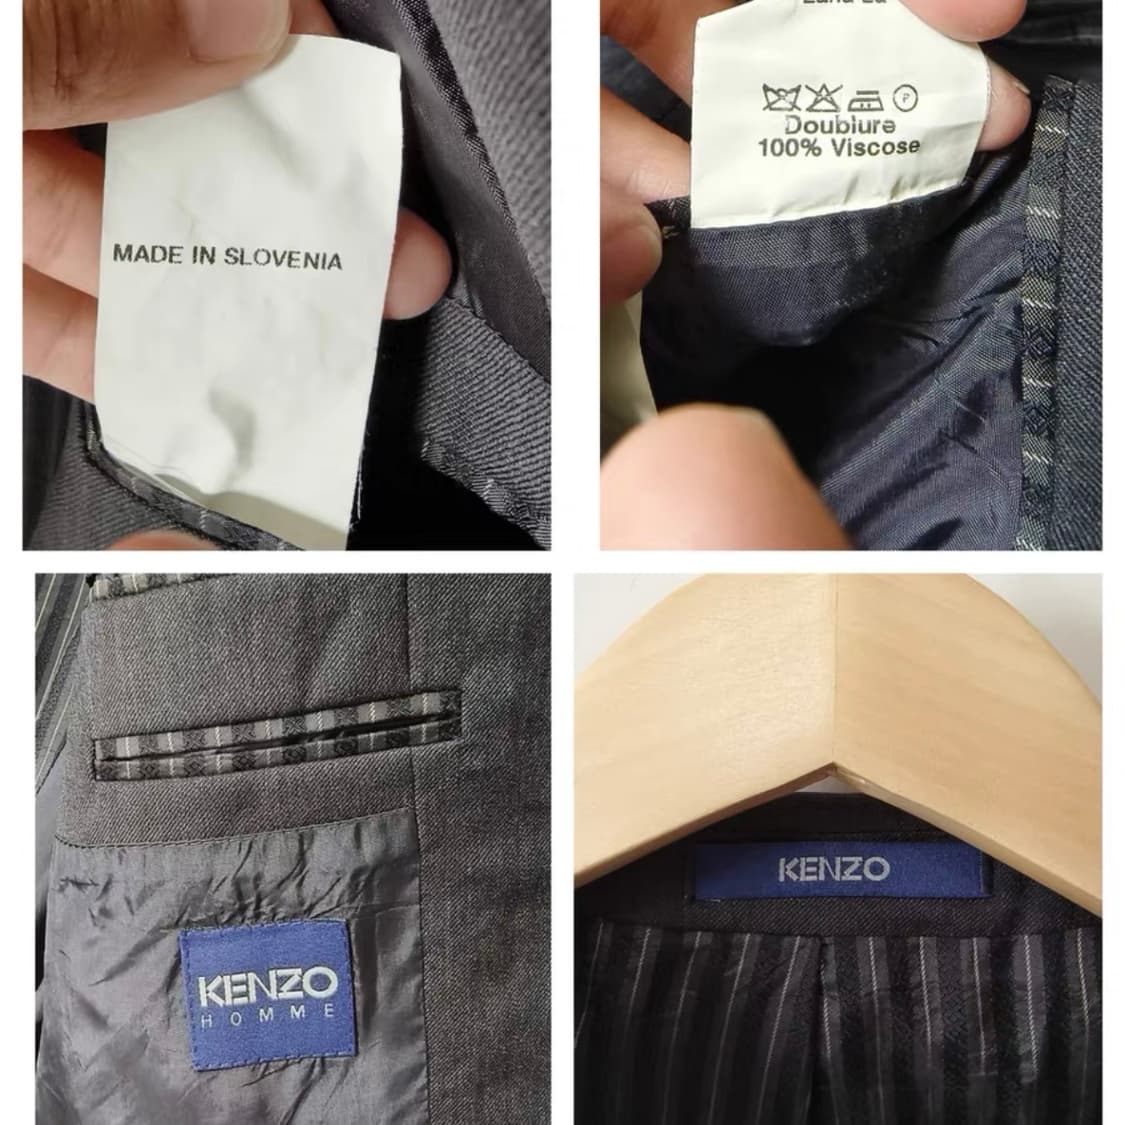 MADE IN SLOVENIA
P
Doublure
100% Viscose
KENZO
HOMME
KENZO